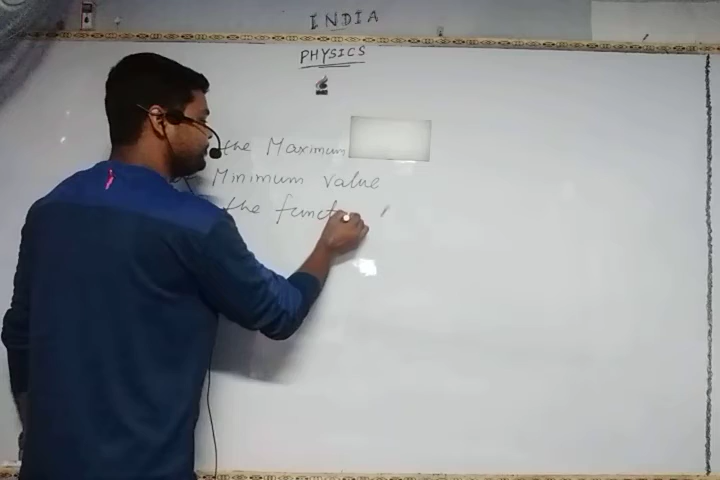 INDIA
PHYSICS
the Maximum
Minimum value
the funct